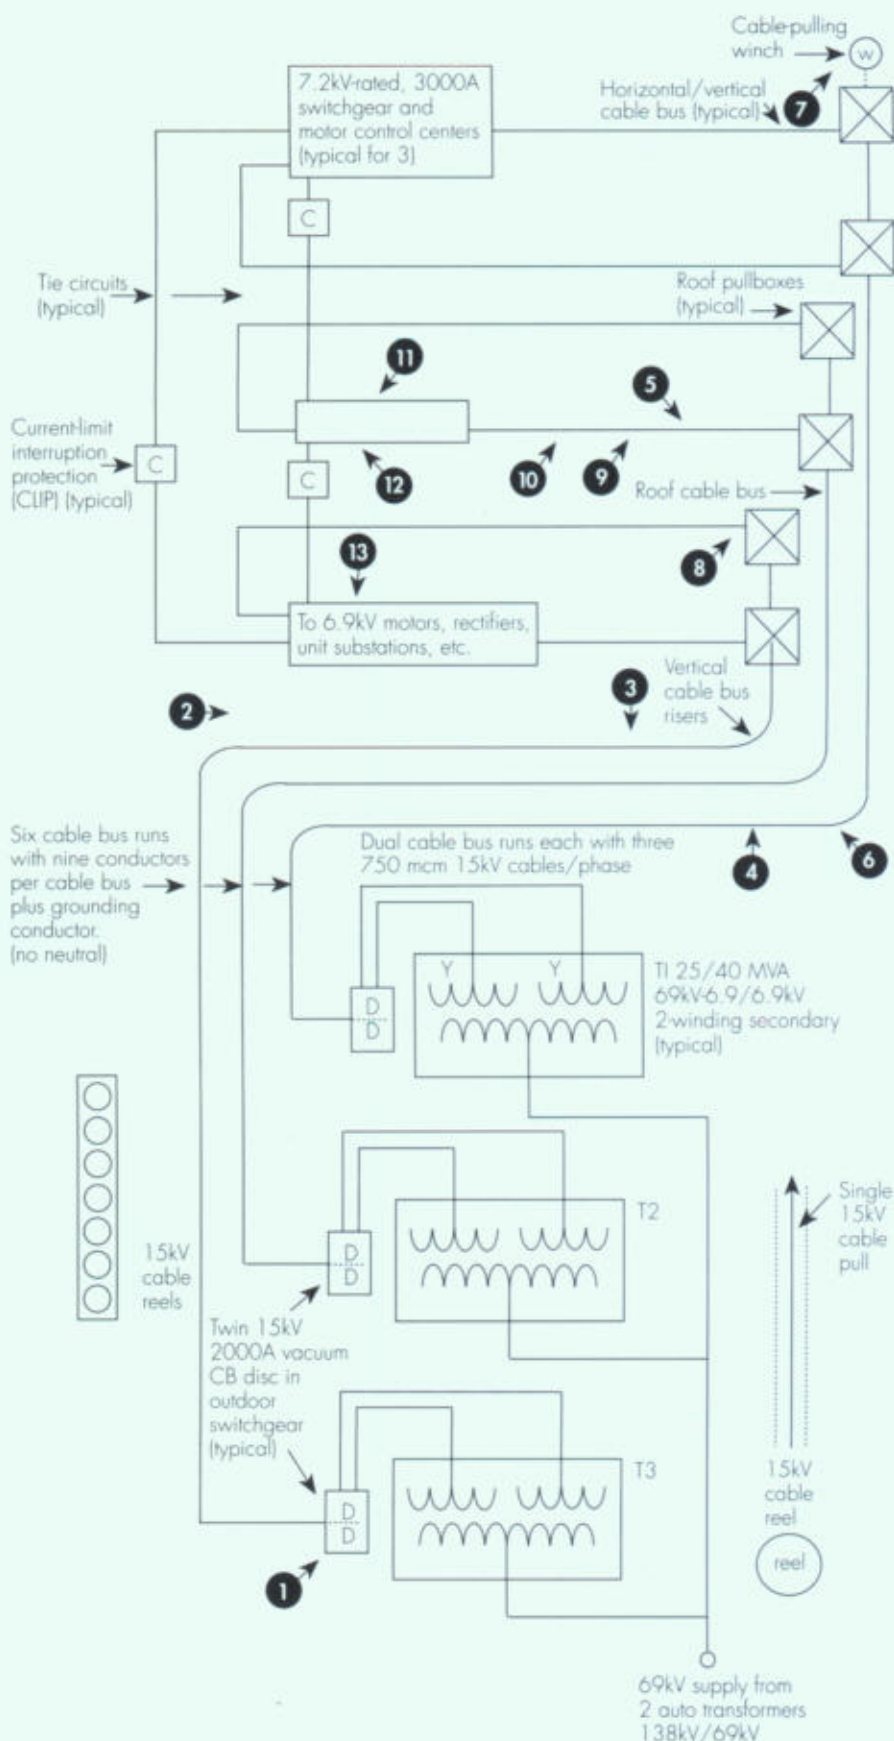 Cable-pulling
winch
W
7.2kV-rated, 3000A
switchgear and
motor control centers
(typical for 3)
Horizontal/vertical
cable bus (typical)
7
C
Tie circuits
(typical)
Roof pullboxes
(typical)
11
5
Current-limit
interruption
protection
(CLIP) (typical)
C
C
12
10
9
Roof cable bus
13
8
To 6.9kV motors, rectifiers,
unit substations, etc.
2
3
Vertical
cable bus
risers
Six cable bus runs
with nine conductors
per cable bus
plus grounding
conductor.
(no neutral)
Dual cable bus runs each with three
750 mcm 15kV cables/phase
4
6
Y
Y
D
D
TI 25/40 MVA
69kV-6.9/6.9kV
2-winding secondary
(typical)
T2
D
D
15kV
cable
reels
Single
15kV
cable
pull
Twin 15kV
2000A vacuum
CB disc in
outdoor
switchgear
(typical)
T3
D
D
1
15kV
cable
reel
reel
69kV supply from
2 auto transformers
138kV/69kV